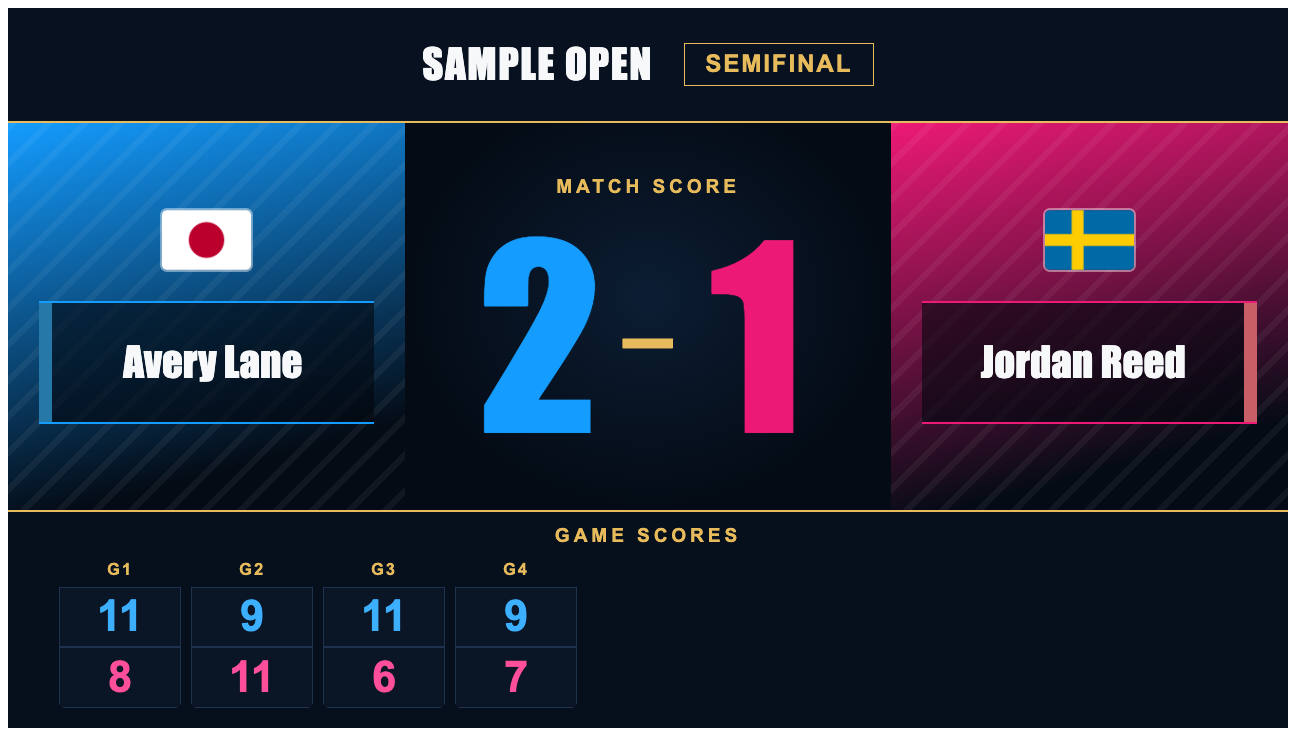 SAMPLE OPEN SEMIFINAL
MATCH SCORE
2 – 1
Avery Lane
Jordan Reed
GAME SCORES
G1 G2 G3 G4
11 9 11 9
8 11 6 7